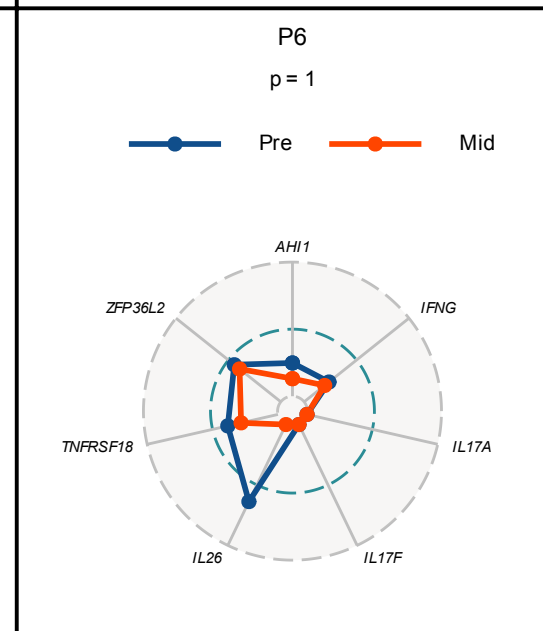 P6
p = 1
Pre Mid
AHI1
ZFP36L2 IFNG
TNFRSF18 IL17A
IL26 IL17F